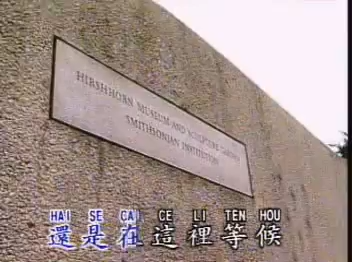 HIRSHHORN MUSEUM AND SCULPTURE GARDEN
SMITHSONIAN INSTITUTION
HAI SE CAI CE LI TEN HOU
還是在這裡等候